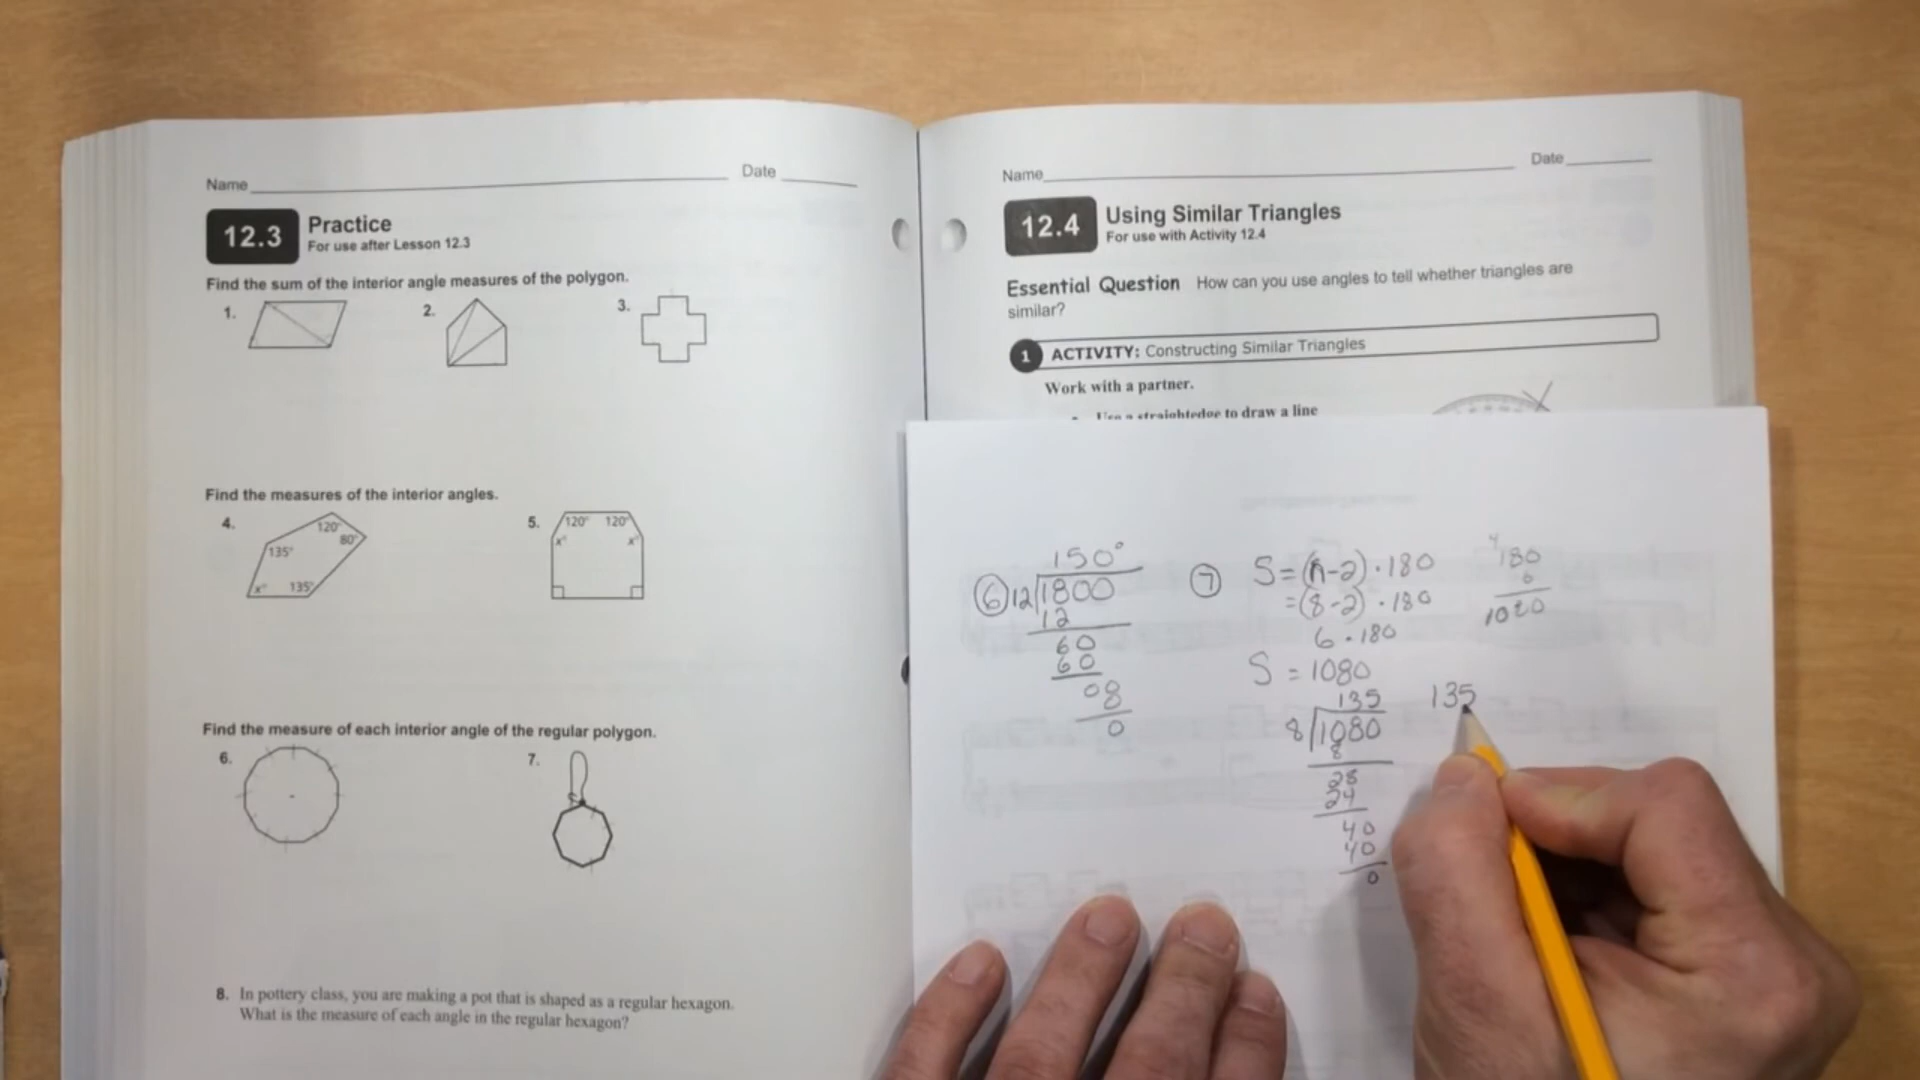 Name
Date
12.3
Practice
For use after Lesson 12.3
Find the sum of the interior angle measures of the polygon.
1.
2.
3.
Find the measures of the interior angles.
4.
120°
80°
135°
x°
135°
5.
120°
120°
x°
x°
Find the measure of each interior angle of the regular polygon.
6.
7.
8. In pottery class, you are making a pot that is shaped as a regular hexagon.
What is the measure of each angle in the regular hexagon?
Name
Date
12.4
Using Similar Triangles
For use with Activity 12.4
Essential Question How can you use angles to tell whether triangles are
similar?
1 ACTIVITY: Constructing Similar Triangles
Work with a partner.
Use a straightedge to draw a line
150°
6 12 1800
12
60
60
08
0
7 S=(n-2)·180
=(8-2)·180
6·180
S = 1080
135
8 1080
8
28
24
40
40
0
4
180
6
1080
135